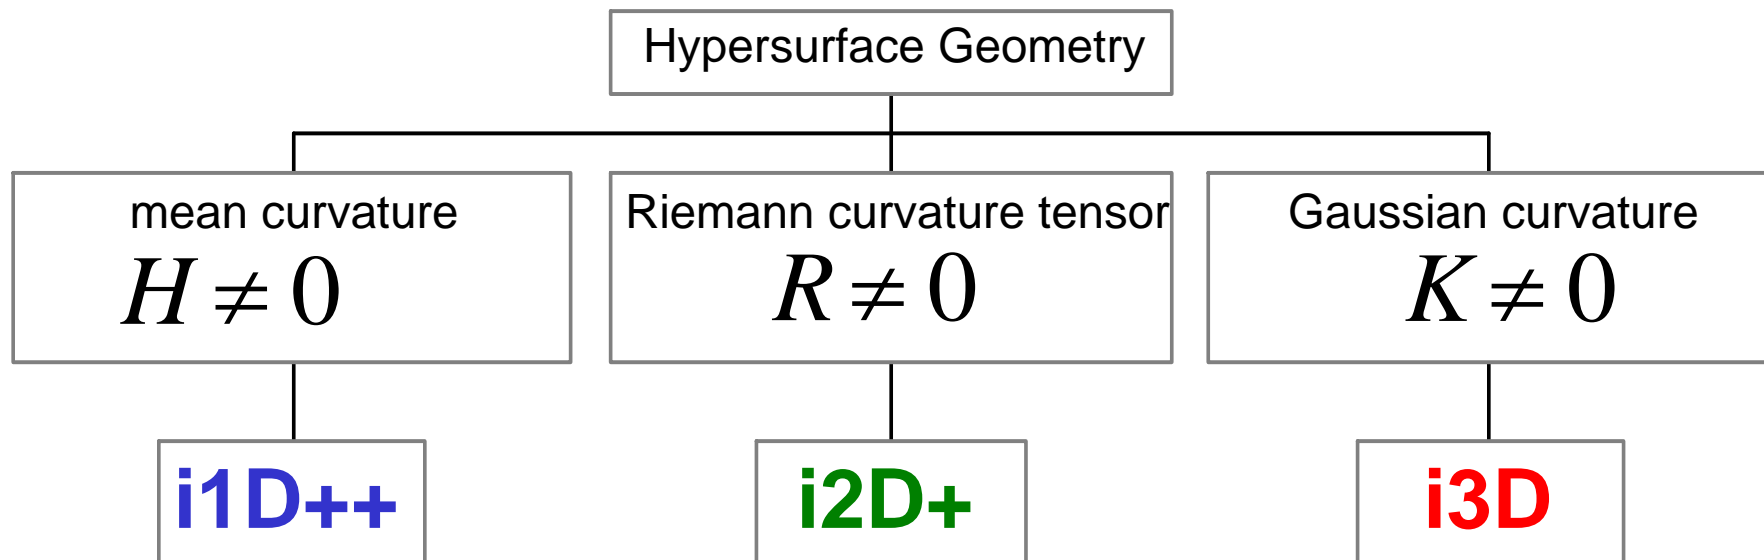 Hypersurface Geometry
mean curvature
H ≠ 0
Riemann curvature tensor
R ≠ 0
Gaussian curvature
K ≠ 0
i1D++
i2D+
i3D